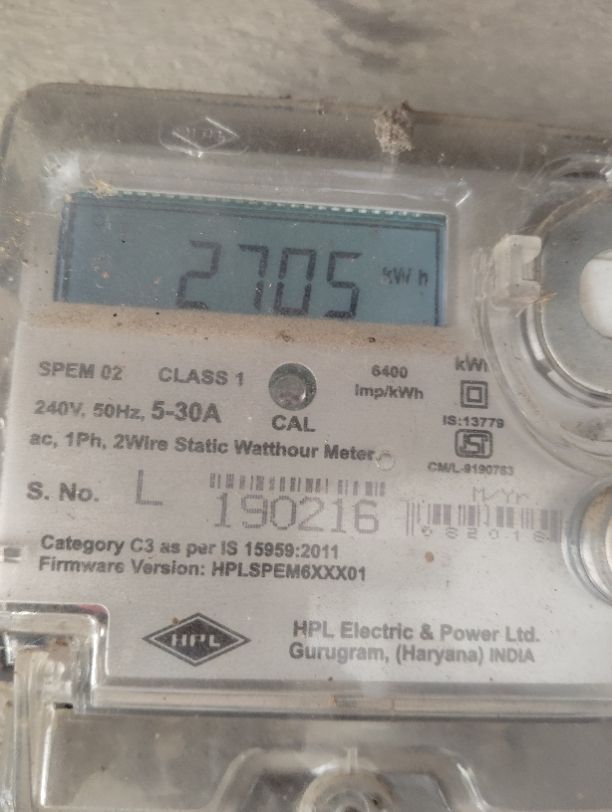 2705 kWh
SPEM 02 CLASS 1 6400 imp/kWh
240V, 50Hz, 5-30A CAL IS:13779
ac, 1Ph, 2Wire Static Watthour Meter
CM/L-9190763
S. No. L 190216 M/Yr
062018
Category C3 as per IS 15959:2011
Firmware Version: HPLSPEM6XXX01
HPL
HPL Electric & Power Ltd.
Gurugram, (Haryana) INDIA